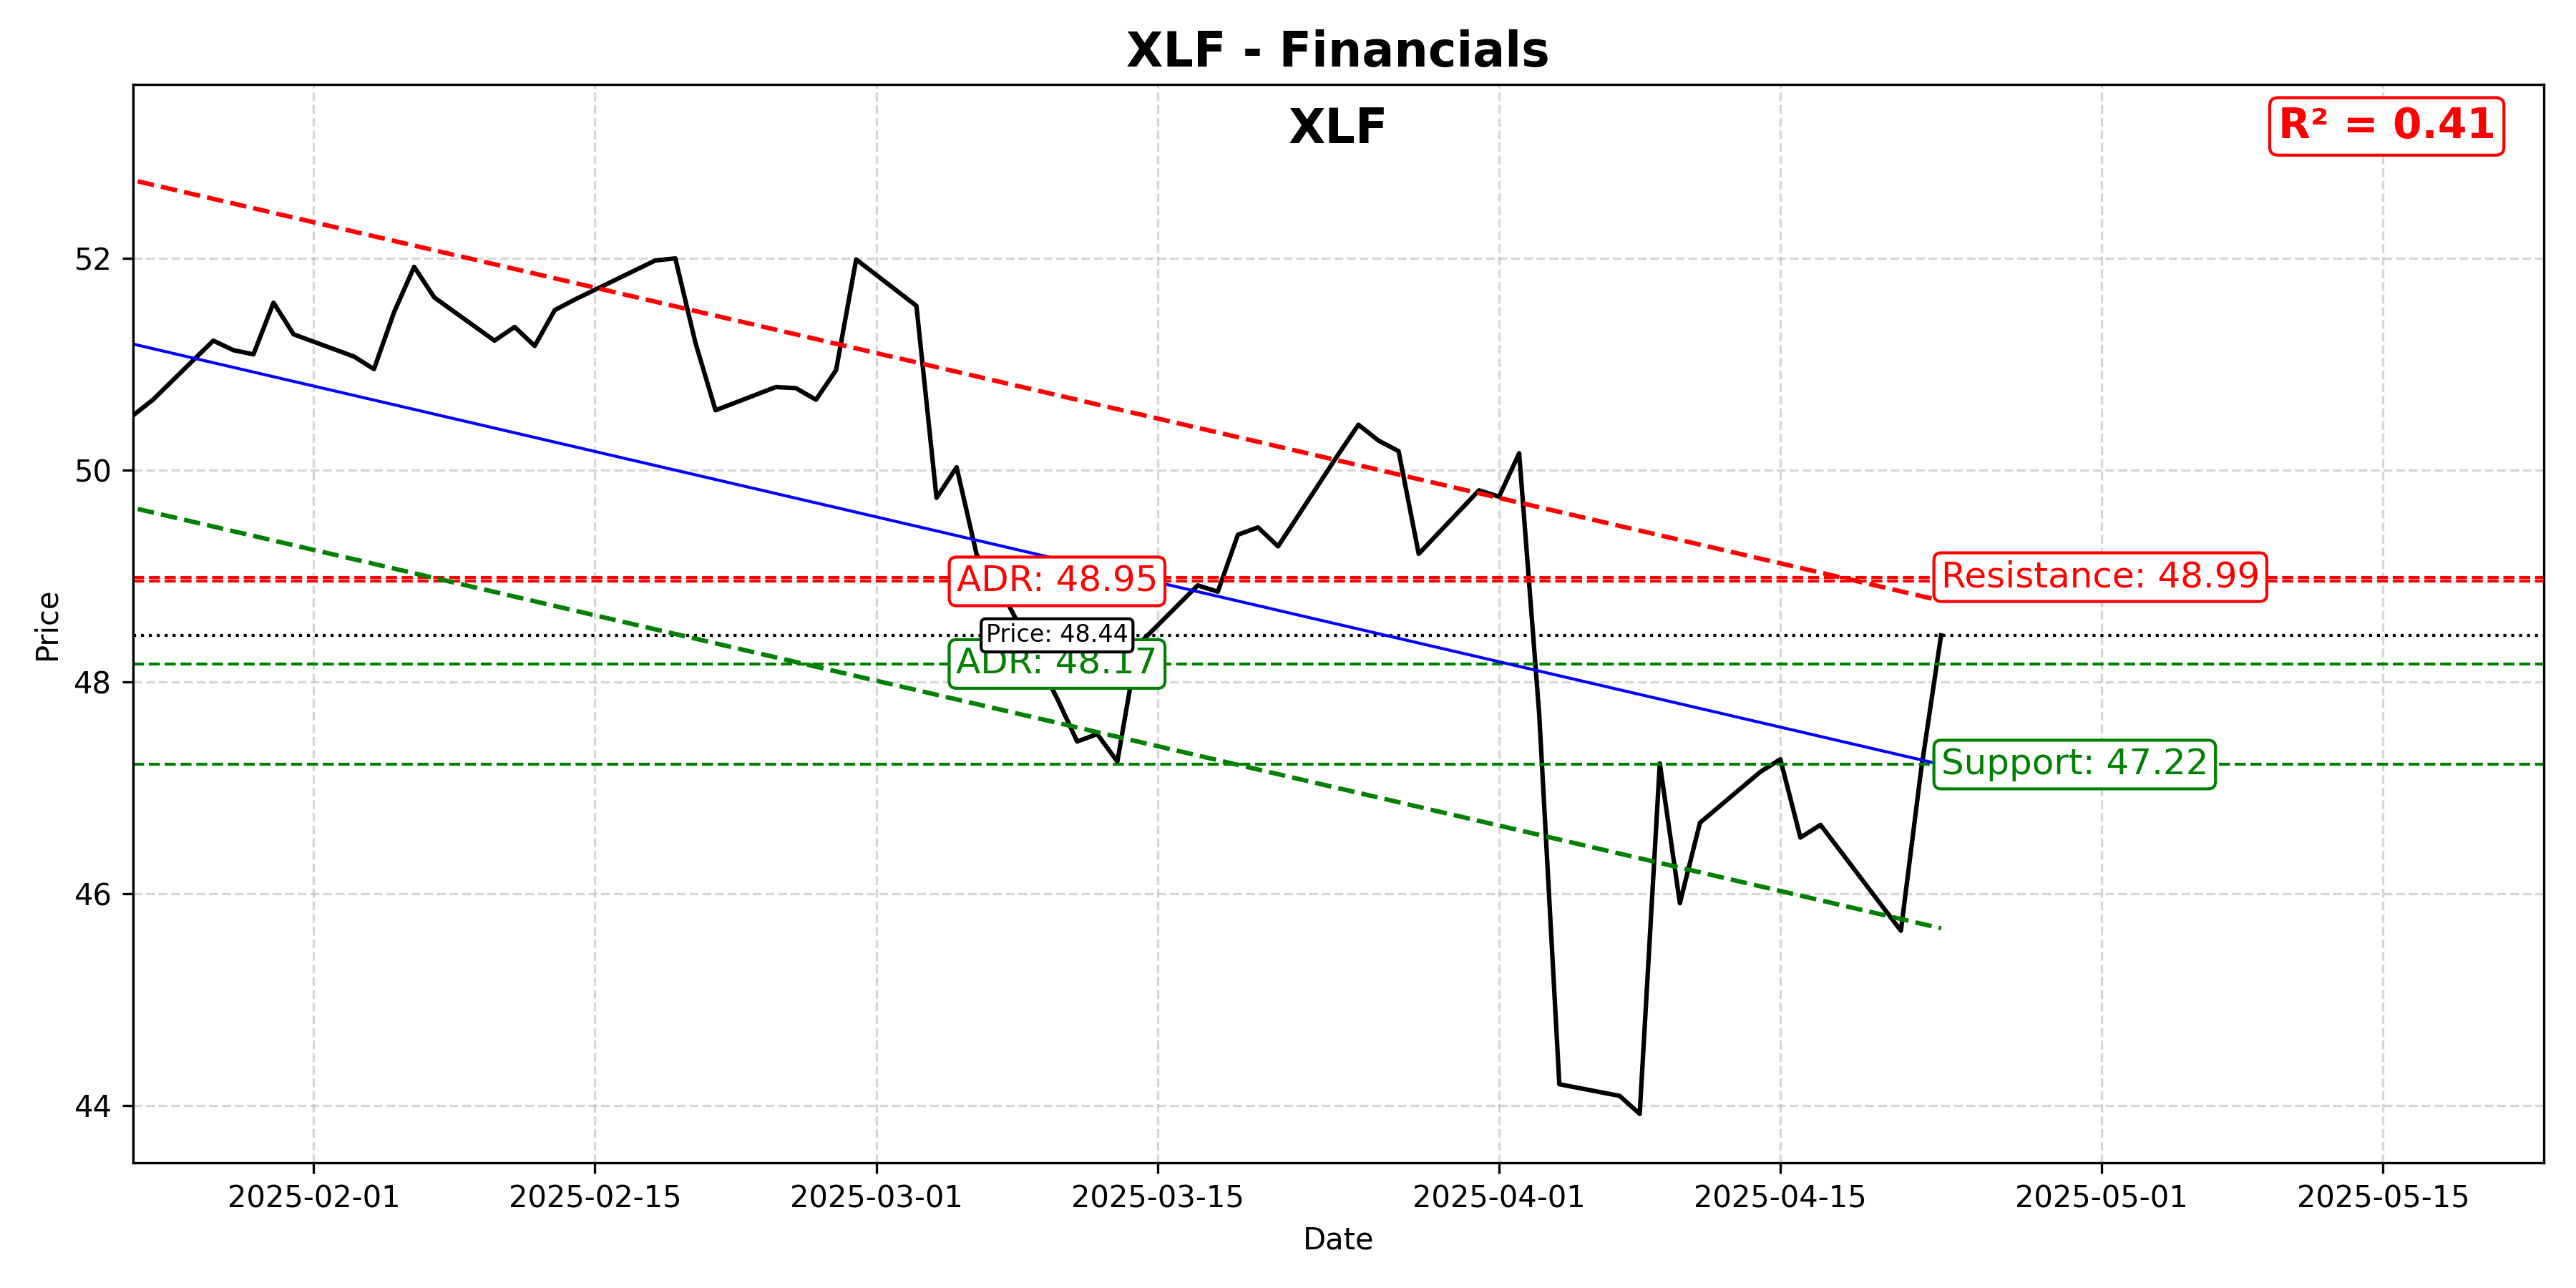 XLF - Financials
XLF
R² = 0.41
52
50
48
46
44
Price
ADR: 48.95
Resistance: 48.99
Price: 48.44
ADR: 48.17
Support: 47.22
2025-02-01
2025-02-15
2025-03-01
2025-03-15
2025-04-01
2025-04-15
2025-05-01
2025-05-15
Date